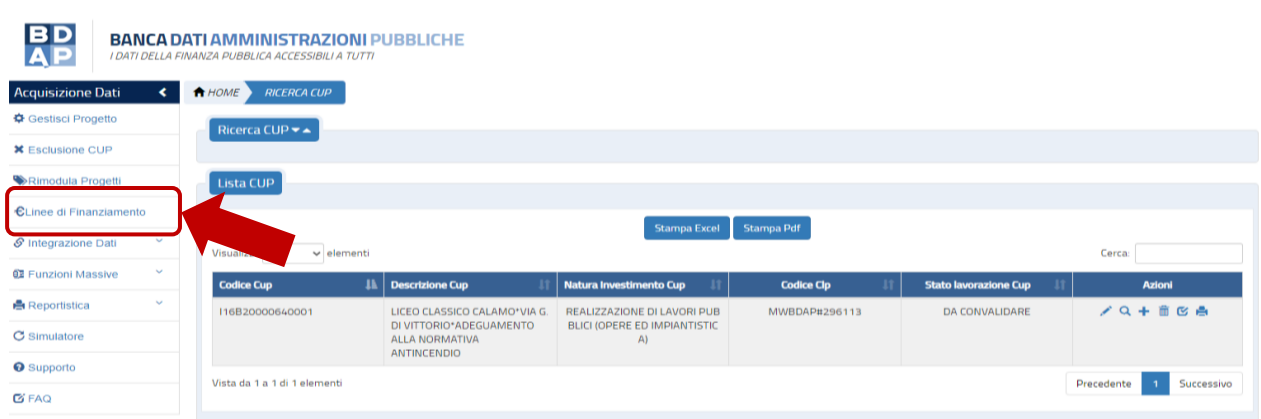 BD
AP
BANCA DATI AMMINISTRAZIONI PUBBLICHE
I DATI DELLA FINANZA PUBBLICA ACCESSIBILI A TUTTI
Acquisizione Dati
HOME RICERCA CUP
Gestisci Progetto
Ricerca CUP
Esclusione CUP
Rimodula Progetti
Lista CUP
Linee di Finanziamento
Stampa Excel Stampa Pdf
Integrazione Dati
elementi
Cerca:
Funzioni Massive
Codice Cup Descrizione Cup Natura Investimento Cup Codice Clp Stato lavorazione Cup Azioni
Reportistica
I16B20000640001 LICEO CLASSICO CALAMO*VIA G. REALIZZAZIONE DI LAVORI PUB MWBDAP#296113 DA CONVALIDARE
DI VITTORIO*ADEGUAMENTO BLICI (OPERE ED IMPIANTISTIC
Simulatore
ALLA NORMATIVA A)
ANTINCENDIO
Supporto
Vista da 1 a 1 di 1 elementi
Precedente 1 Successivo
FAQ